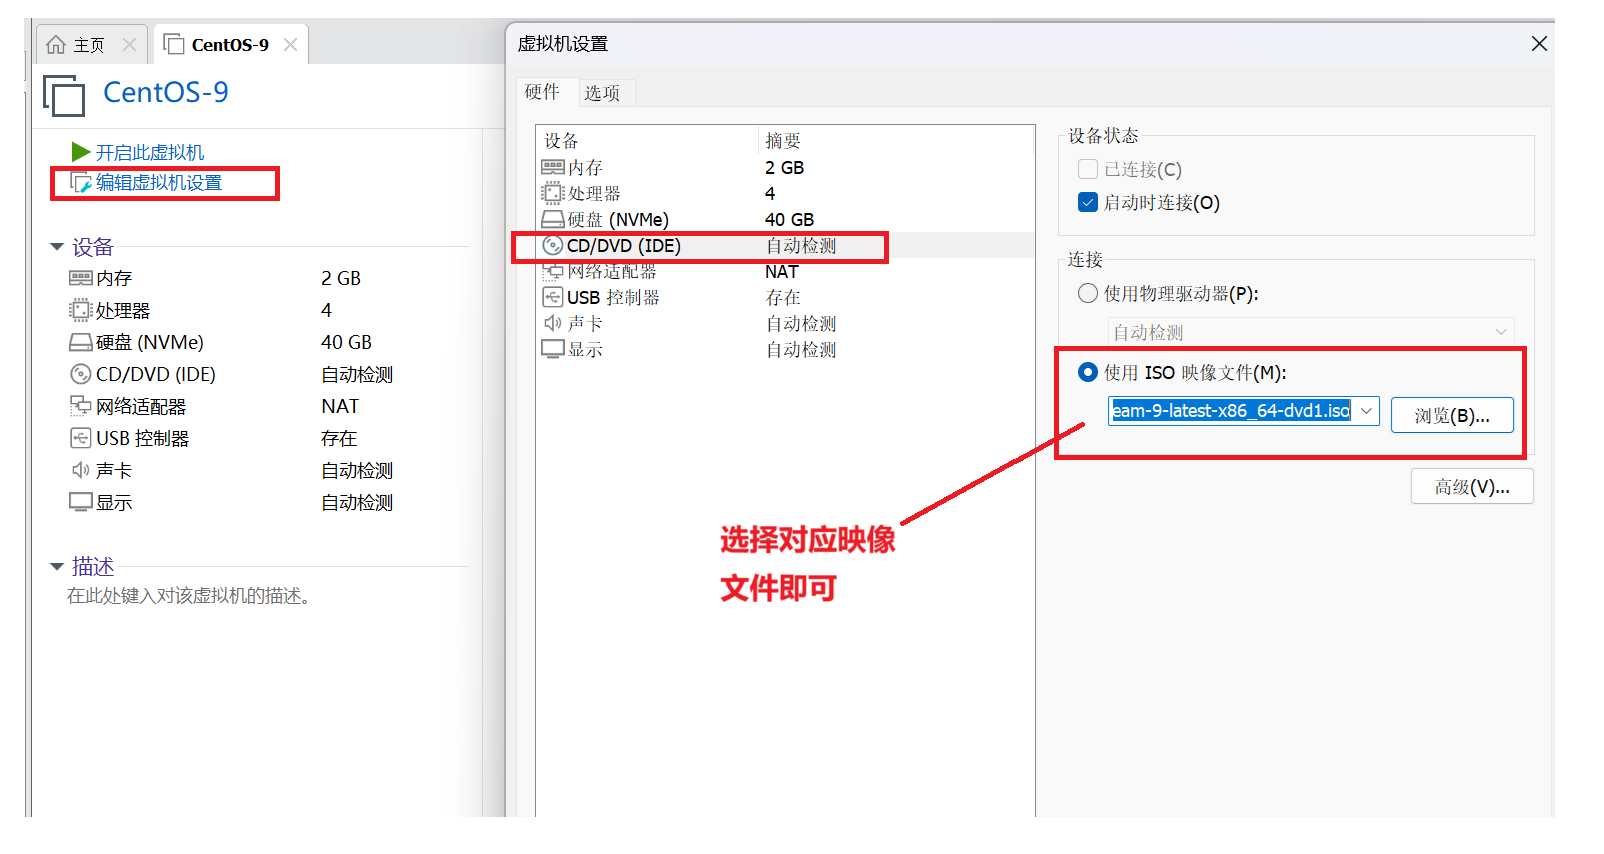 主页
CentOS-9
CentOS-9
开启此虚拟机
编辑虚拟机设置
设备
内存 2 GB
处理器 4
硬盘 (NVMe) 40 GB
CD/DVD (IDE) 自动检测
网络适配器 NAT
USB 控制器 存在
声卡 自动检测
显示 自动检测
描述
在此处键入对该虚拟机的描述。
虚拟机设置
硬件 选项
设备 摘要
内存 2 GB
处理器 4
硬盘 (NVMe) 40 GB
CD/DVD (IDE) 自动检测
网络适配器 NAT
USB 控制器 存在
声卡 自动检测
显示 自动检测
设备状态
已连接(C)
启动时连接(O)
连接
使用物理驱动器(P):
自动检测
使用 ISO 映像文件(M):
eam-9-latest-x86_64-dvd1.iso 浏览(B)...
高级(V)...
选择对应映像
文件即可